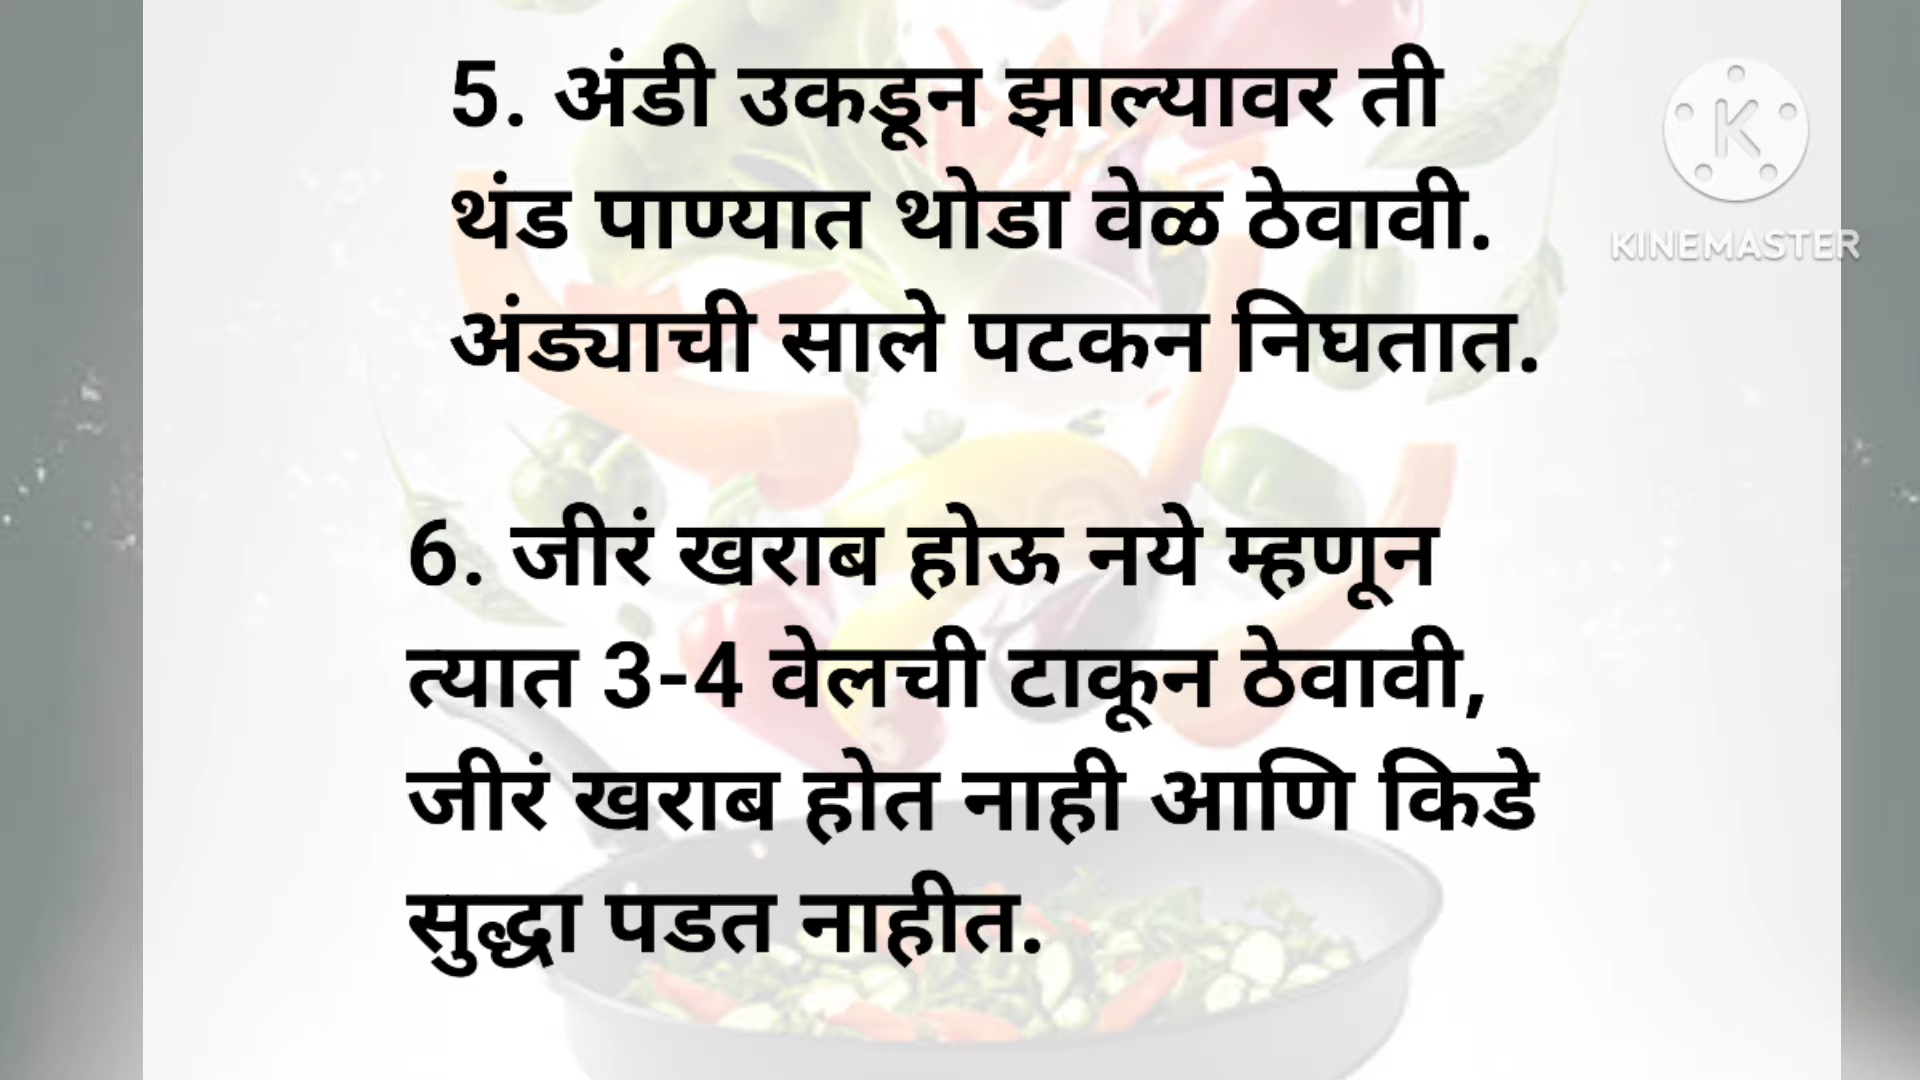 5. अंडी उकडून झाल्यावर ती
थंड पाण्यात थोडा वेळ ठेवावी.
अंड्याची साले पटकन निघतात.
6. जीरं खराब होऊ नये म्हणून
त्यात 3-4 वेलची टाकून ठेवावी,
जीरं खराब होत नाही आणि किडे
सुद्धा पडत नाहीत.
K
KINEMASTER